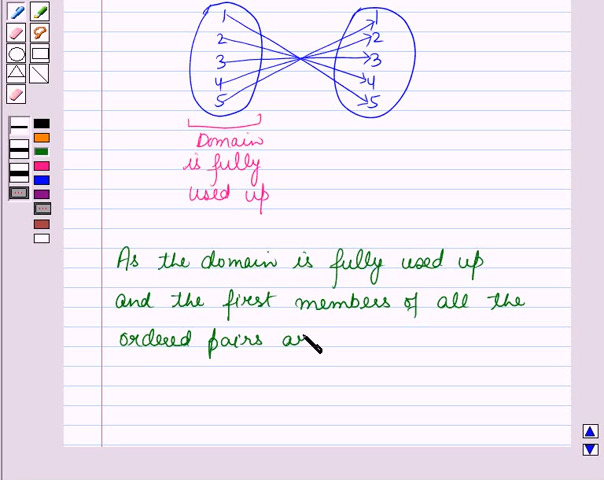 1 1
2 2
3 3
4 4
5 5
Domain
is fully
used up
As the domain is fully used up
and the first members of all the
ordered pairs ar